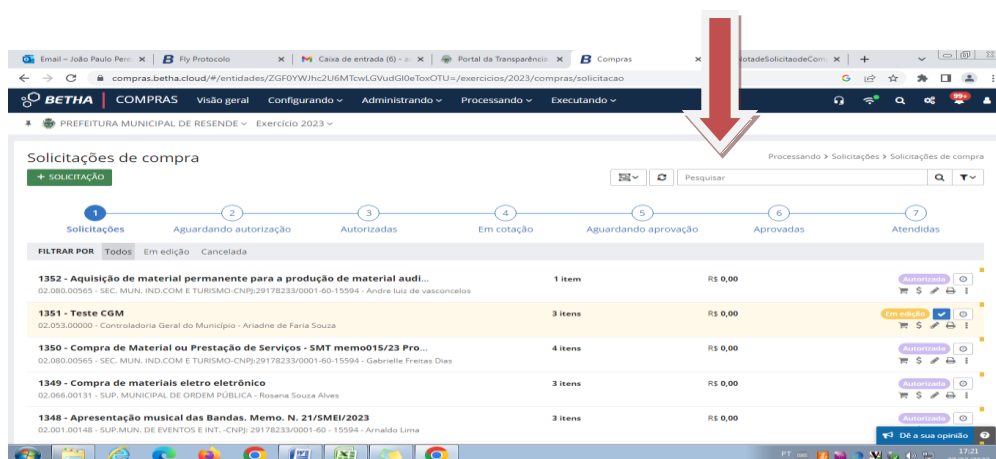 Email – João Paulo Pere
Fly Protocolo
Caixa de entrada (6) - a
Portal da Transparência
Compras
NotadeSolicitaodeCom
compras.betha.cloud/#/entidades/ZGF0YWJhc2U6MTcwLGVudGl0eToxOTU=/exercicios/2023/compras/solicitacao
BETHA COMPRAS Visão geral Configurando Administrando Processando Executando 99+
PREFEITURA MUNICIPAL DE RESENDE Exercício 2023
Solicitações de compra
Processando > Solicitações > Solicitações de compra
+ SOLICITAÇÃO
Pesquisar
1 2 3 4 5 6 7
Solicitações Aguardando autorização Autorizadas Em cotação Aguardando aprovação Aprovadas Atendidas
FILTRAR POR Todos Em edição Cancelada
1352 - Aquisição de material permanente para a produção de material audi... 1 item R$ 0,00 Autorizada
02.080.00565 - SEC. MUN. IND.COM E TURISMO-CNPJ:29178233/0001-60-15594 - Andre luiz de vasconcelos
1351 - Teste CGM 3 itens R$ 0,00 Em edição
02.053.00000 - Controladoria Geral do Município - Ariadne de Faria Souza
1350 - Compra de Material ou Prestação de Serviços - SMT memo015/23 Pro... 4 itens R$ 0,00 Autorizada
02.080.00565 - SEC. MUN. IND.COM E TURISMO-CNPJ:29178233/0001-60-15594 - Gabrielle Freitas Dias
1349 - Compra de materiais eletro eletrônico 3 itens R$ 0,00 Autorizada
02.066.00131 - SUP. MUNICIPAL DE ORDEM PÚBLICA - Rosana Souza Alves
1348 - Apresentação musical das Bandas. Memo. N. 21/SMEI/2023 3 itens R$ 0,00 Autorizada
02.001.00148 - SUP.MUN. DE EVENTOS E INT. -CNPJ: 29178233/0001-60 - 15594 - Arnaldo Lima
Dê a sua opinião
PT
17:21